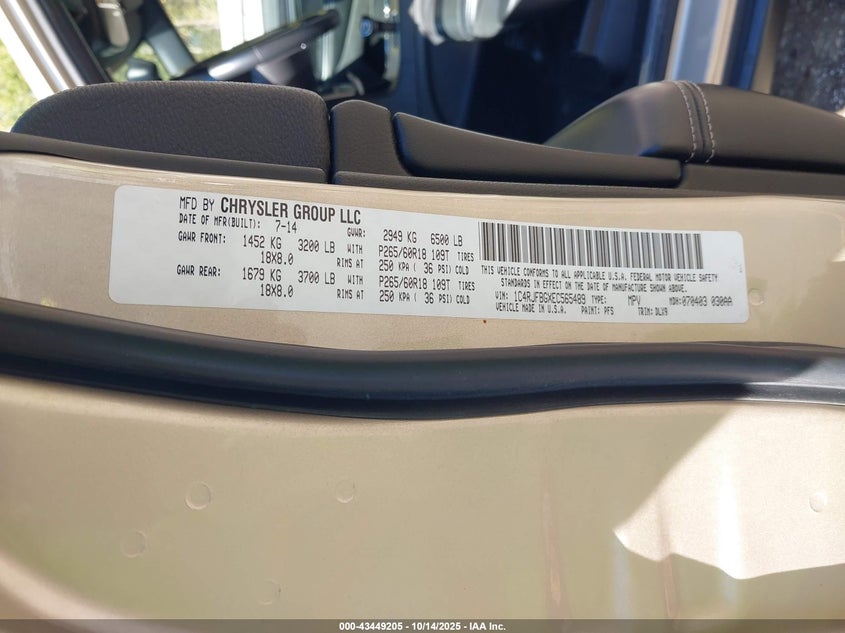 MFD BY CHRYSLER GROUP LLC
DATE OF MFR(BUILT): 7-14 GVWR: 2949 KG 6500 LB
GAWR FRONT: 1452 KG 3200 LB WITH P265/60R18 109T TIRES
18X8.0 RIMS AT 250 KPA ( 36 PSI) COLD
GAWR REAR: 1679 KG 3700 LB WITH P265/60R18 109T TIRES
18X8.0 RIMS AT 250 KPA ( 36 PSI) COLD
THIS VEHICLE CONFORMS TO ALL APPLICABLE U.S.A. FEDERAL MOTOR VEHICLE SAFETY
STANDARDS IN EFFECT ON THE DATE OF MANUFACTURE SHOWN ABOVE.
VIN: 1C4RJFBGXEC565489 TYPE: MPV MDH: 070403 030AA
VEHICLE MADE IN U.S.A. PAINT: PFS TRIM: DLX9
000-43449205 - 10/14/2025 - IAA Inc.